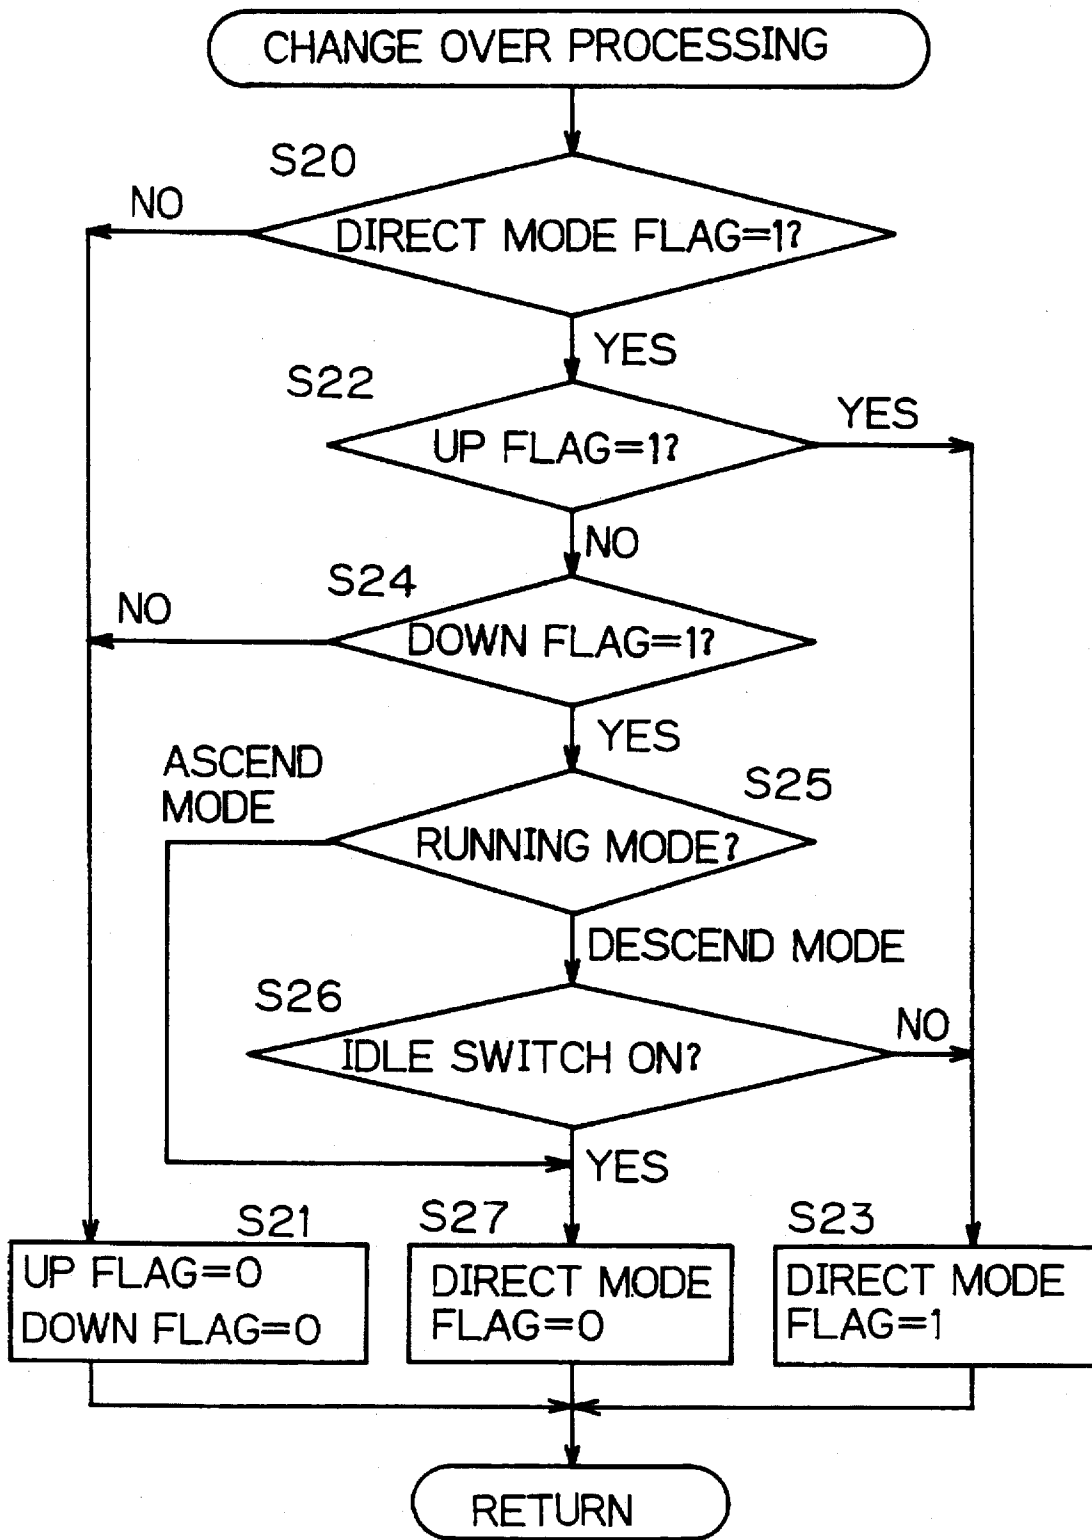 CHANGE OVER PROCESSING
S20
NO
DIRECT MODE FLAG=1?
YES
S22
YES
UP FLAG=1?
NO
S24
NO
DOWN FLAG=1?
YES
ASCEND
MODE
S25
RUNNING MODE?
DESCEND MODE
S26
NO
IDLE SWITCH ON?
YES
S21
UP FLAG=0
DOWN FLAG=0
S27
DIRECT MODE
FLAG=0
S23
DIRECT MODE
FLAG=1
RETURN